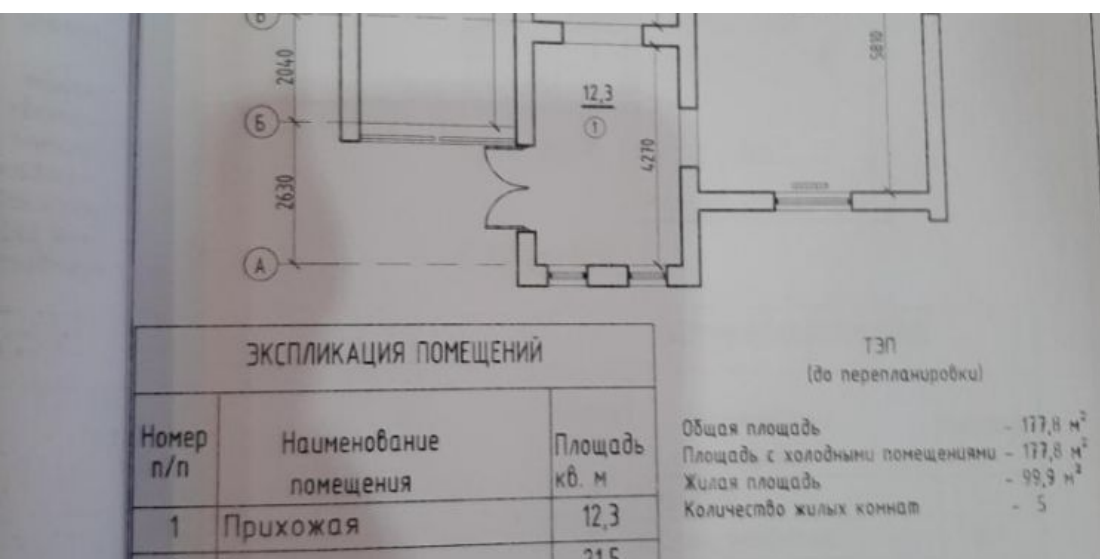 В
2040
5810
12,3
Б
1
4270
2630
А
ЭКСПЛИКАЦИЯ ПОМЕЩЕНИЙ
ТЭП
(до перепланировки)
Номер п/п
Наименование помещения
Площадь кв. м
Общая площадь - 177,8 м²
Площадь с холодными помещениями - 177,8 м²
Жилая площадь - 99,9 м²
Количество жилых комнат - 5
1 Прихожая 12,3
21,5